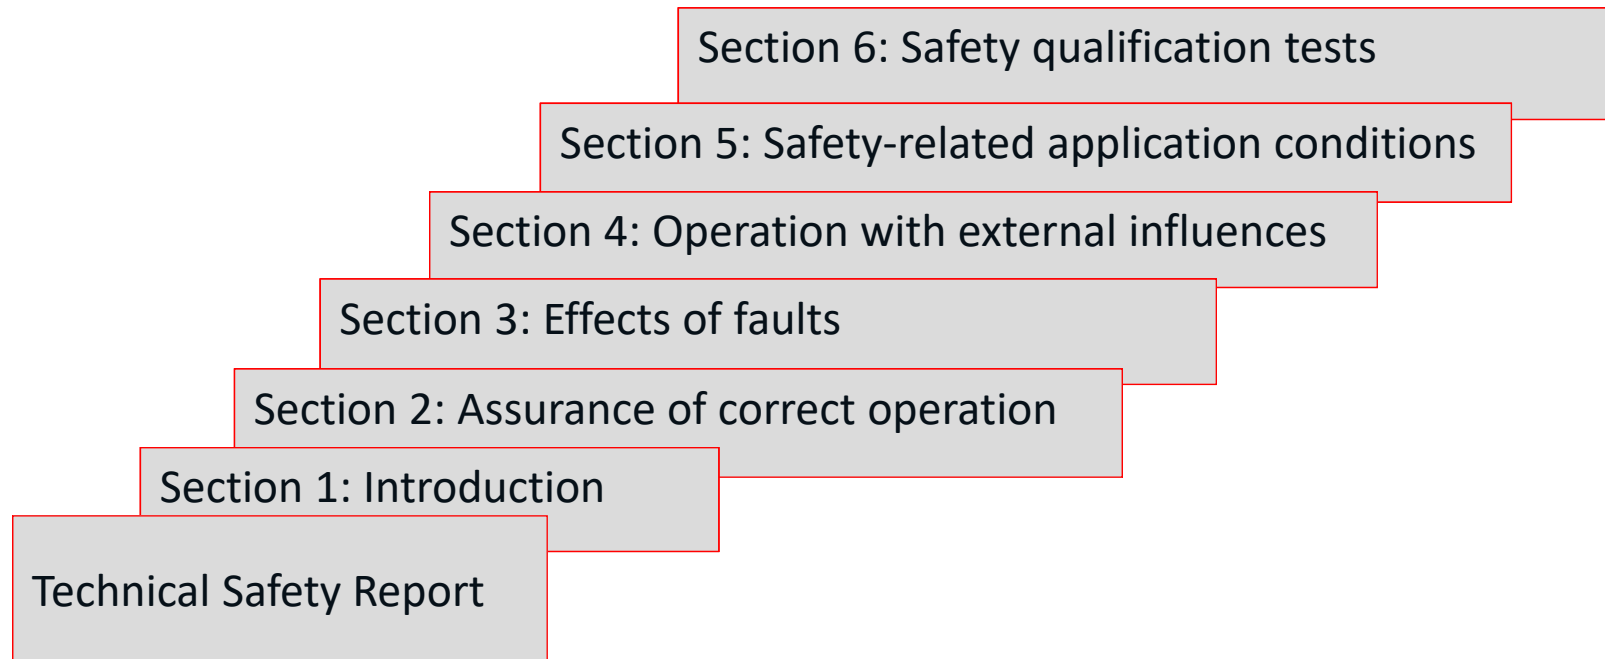 Section 6: Safety qualification tests
Section 5: Safety-related application conditions
Section 4: Operation with external influences
Section 3: Effects of faults
Section 2: Assurance of correct operation
Section 1: Introduction
Technical Safety Report